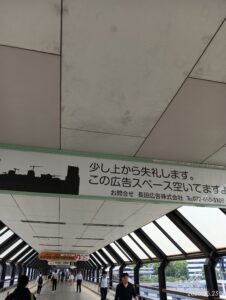 少し上から失礼します。
この広告スペース空いてますよ
お問合せ 長田広告株式会社